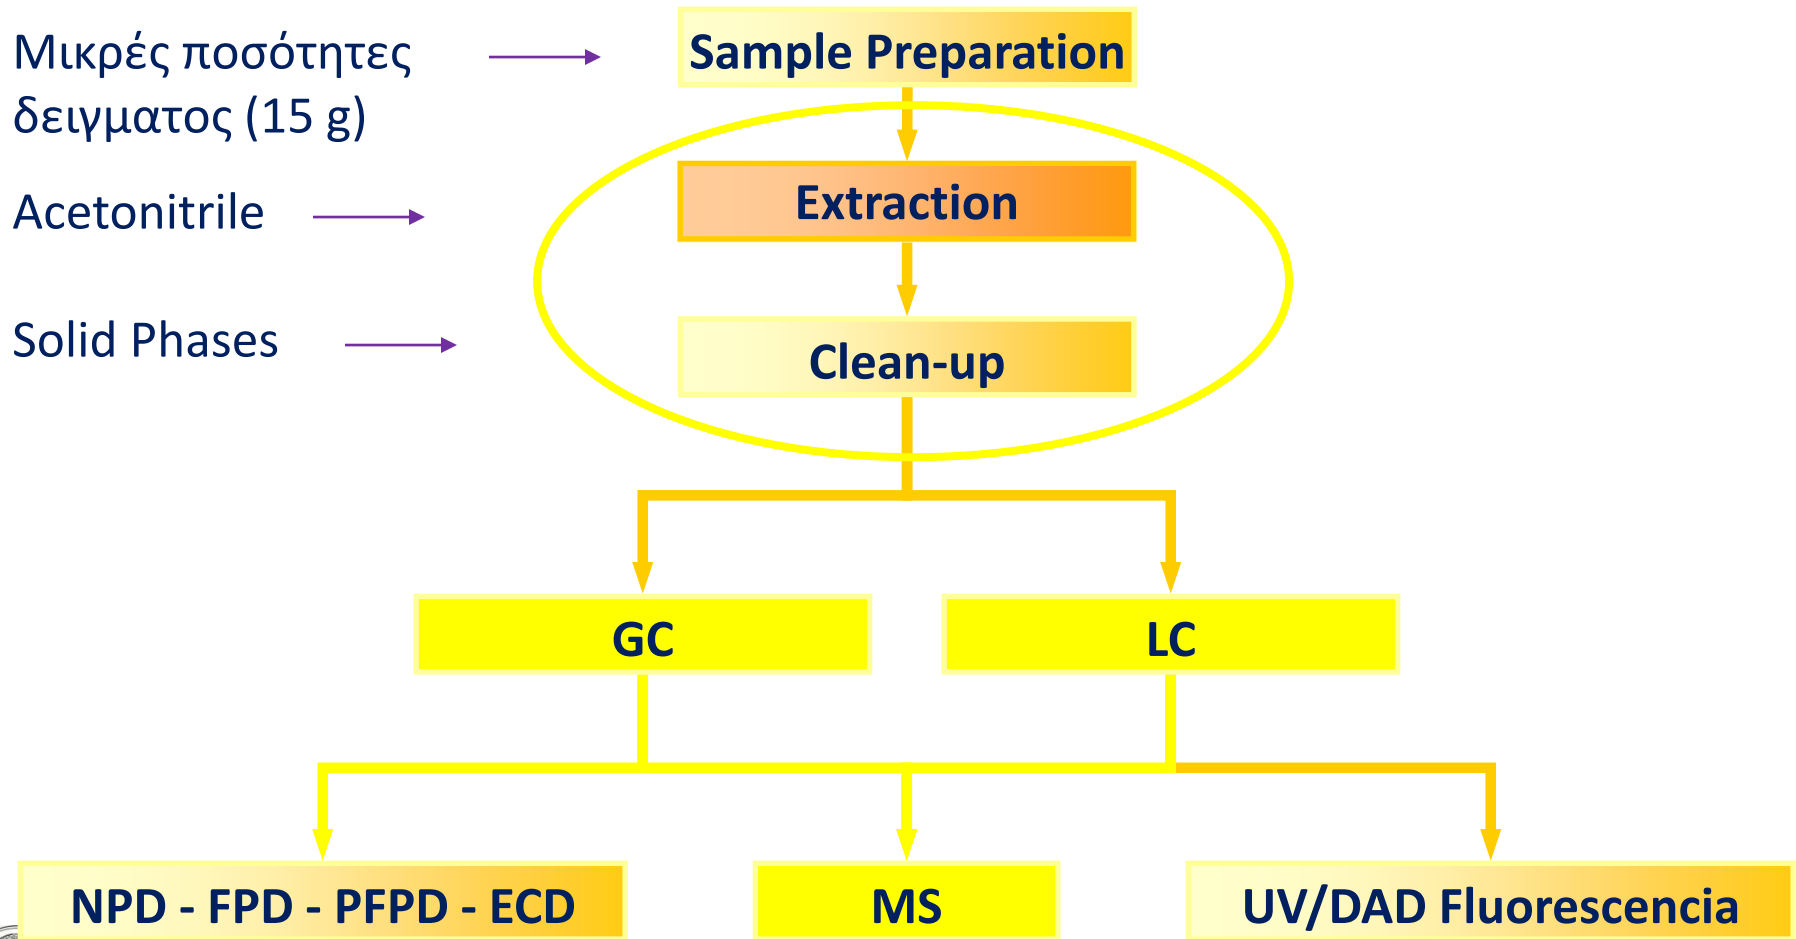 Μικρές ποσότητες
δειγματος (15 g)
Sample Preparation
Acetonitrile
Extraction
Solid Phases
Clean-up
GC
LC
NPD - FPD - PFPD - ECD
MS
UV/DAD Fluorescencia